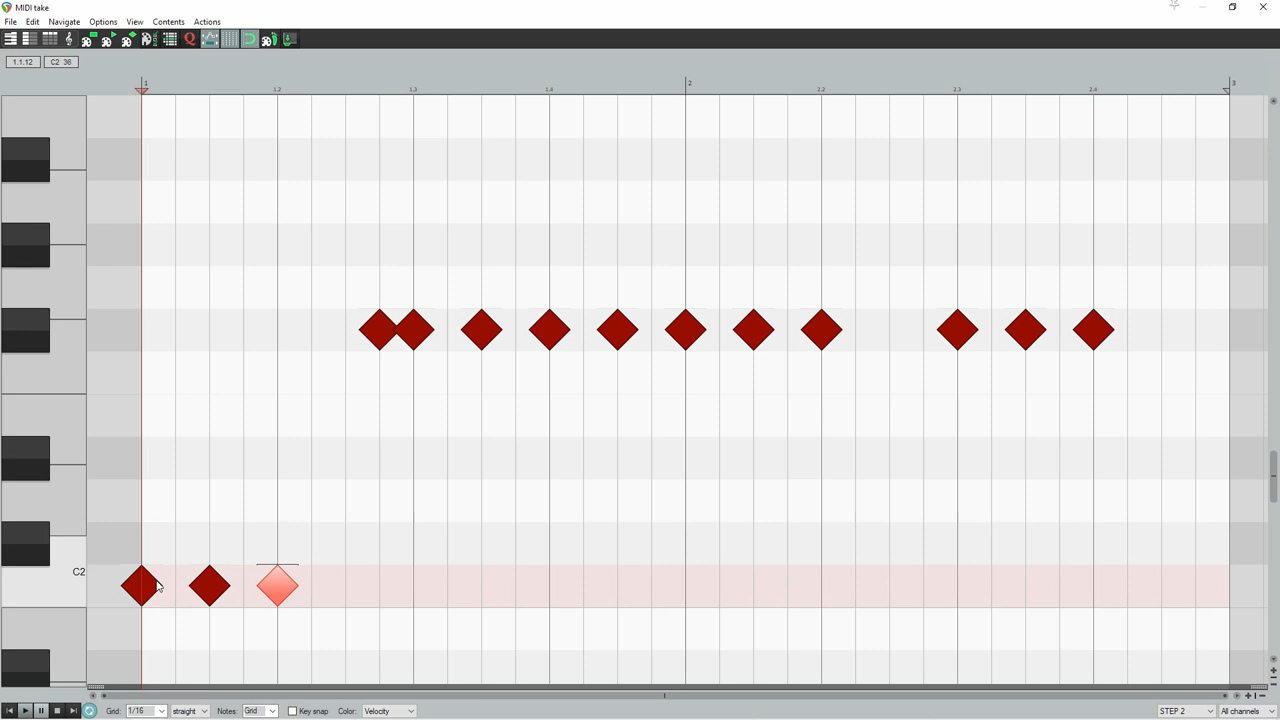 MIDI take
File Edit Navigate Options View Contents Actions
1.1.12 C2 36
1 2 3
1.2 1.3 1.4 2.2 2.3 2.4
C2
Grid: 1/16 straight Notes: Grid Key snap Color: Velocity STEP 2 All channels